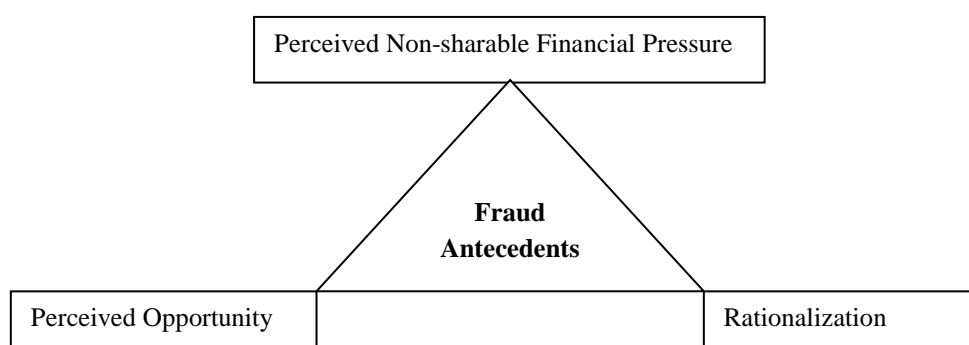 Perceived Non-sharable Financial Pressure
Fraud
Antecedents
Perceived Opportunity
Rationalization